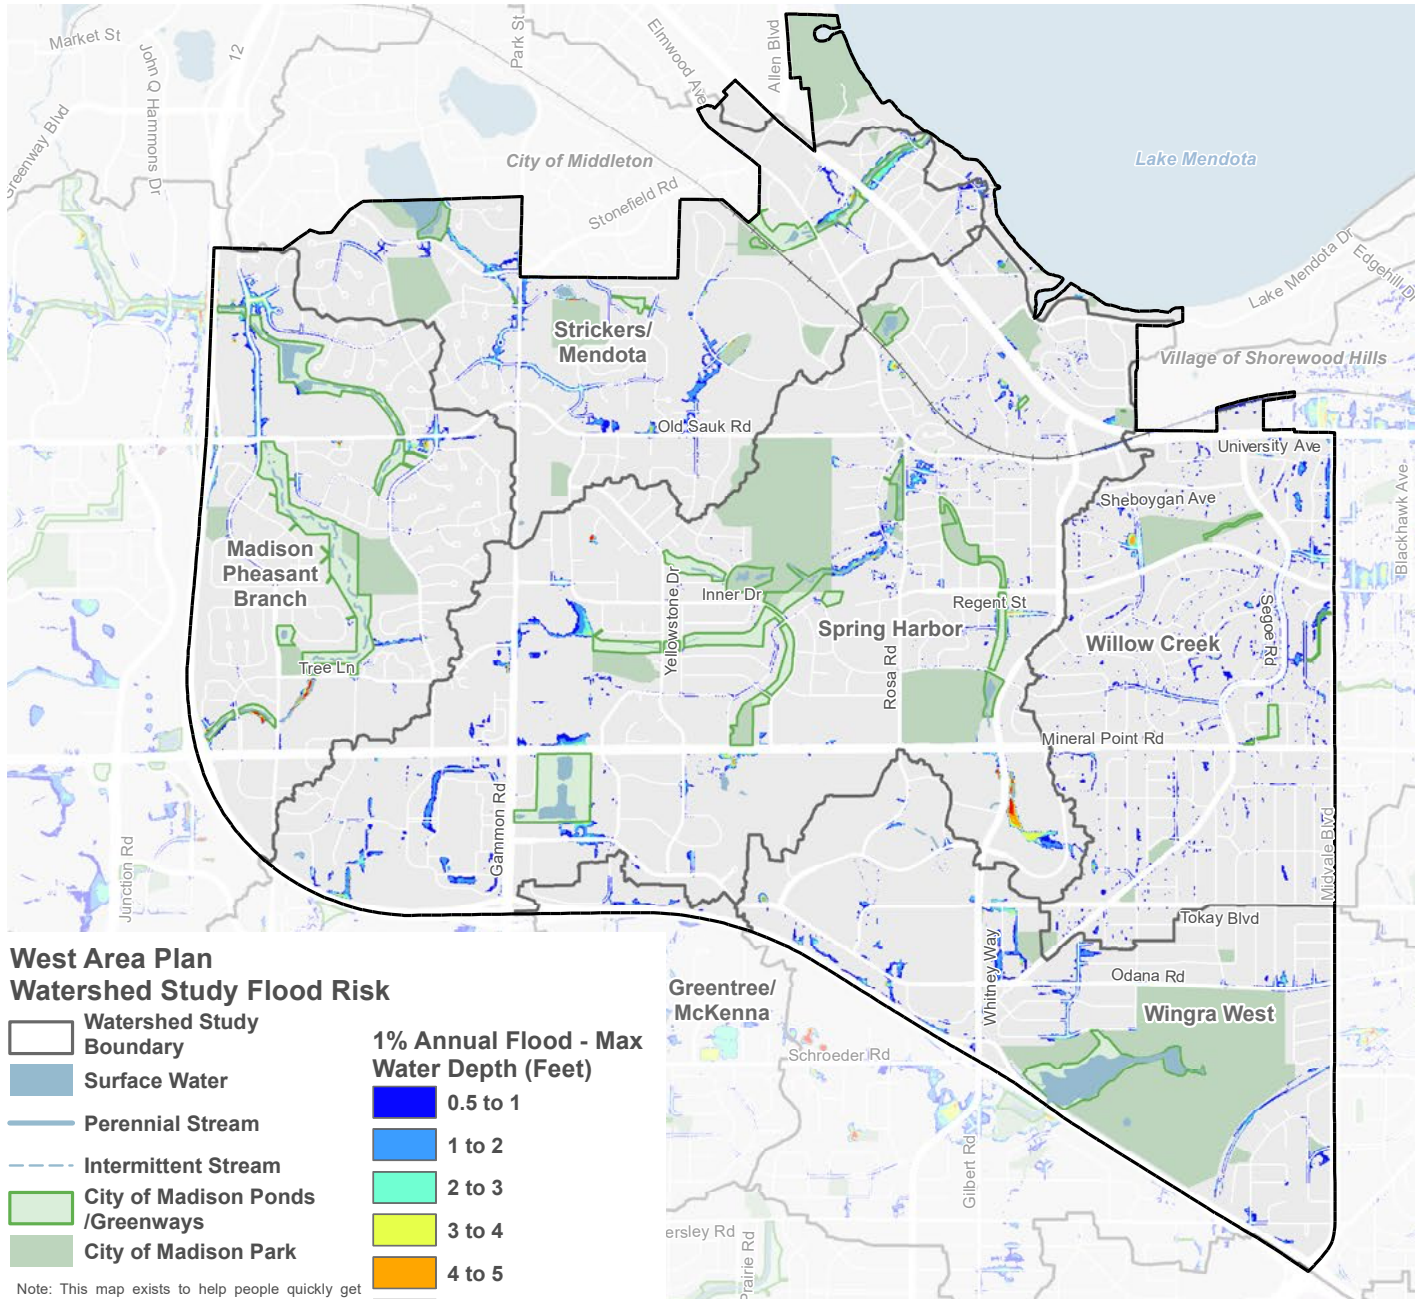 Market St
John Q Hammons Dr
12
Park St
Elmwood Ave
Allen Blvd
Greenway Blvd
City of Middleton
Stonefield Rd
Lake Mendota
Lake Mendota Dr
Edgehill Dr
Village of Shorewood Hills
Strickers/
Mendota
Old Sauk Rd
University Ave
Sheboygan Ave
Blackhawk Ave
Madison
Pheasant
Branch
Yellowstone Dr
Inner Dr
Regent St
Spring Harbor
Willow Creek
Segoe Rd
Tree Ln
Rosa Rd
Mineral Point Rd
Gammon Rd
Junction Rd
Midvale Blvd
Tokay Blvd
Whitney Way
Odana Rd
Greentree/
McKenna
Wingra West
Schroeder Rd
Gilbert Rd
ersley Rd
Prairie Rd
West Area Plan
Watershed Study Flood Risk
Watershed Study
Boundary
Surface Water
Perennial Stream
Intermittent Stream
City of Madison Ponds
/Greenways
City of Madison Park
Note: This map exists to help people quickly get
1% Annual Flood - Max
Water Depth (Feet)
0.5 to 1
1 to 2
2 to 3
3 to 4
4 to 5